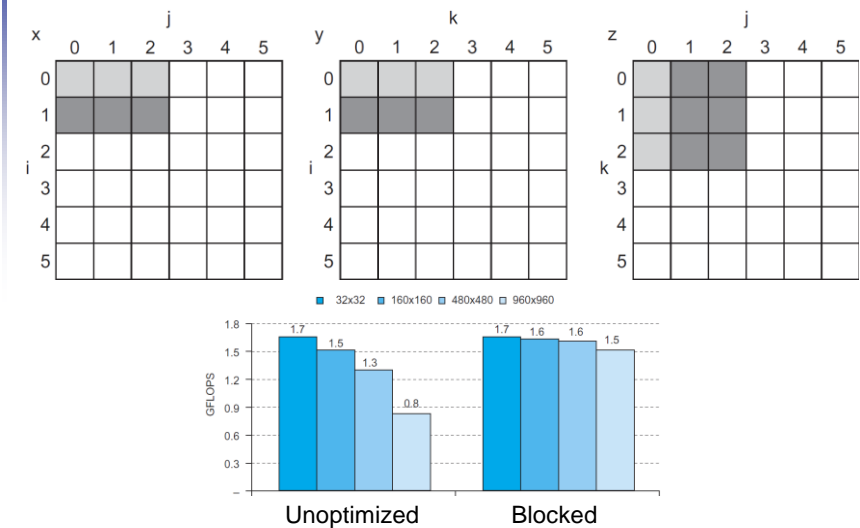 j k j
x 0 1 2 3 4 5 y 0 1 2 3 4 5 z 0 1 2 3 4 5
0 0 0
1 1 1
2 2 2
i i k
3 3 3
4 4 4
5 5 5
32x32 160x160 480x480 960x960
1.8
1.7 1.7 1.6 1.6
1.5 1.5 1.5
1.3
1.2
GFLOPS 0.9
0.8
0.6
0.3
–
Unoptimized Blocked